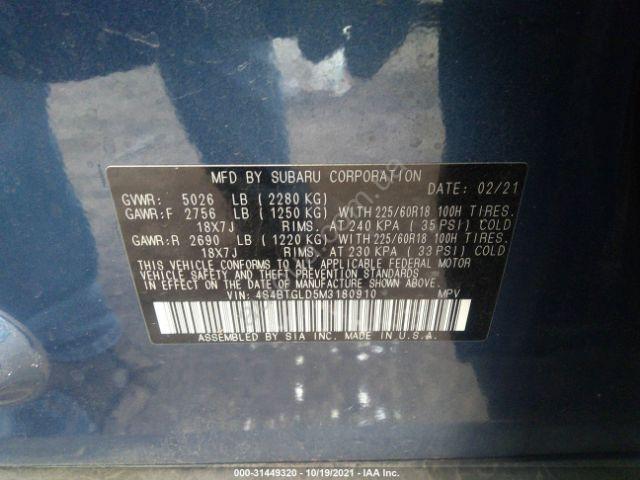 MFD BY SUBARU CORPORATION
DATE: 02/21
GVWR: 5026 LB ( 2280 KG)
GAWR:F 2756 LB ( 1250 KG) WITH 225/60R18 100H TIRES.
18X7J RIMS. AT 240 KPA ( 35 PSI) COLD
GAWR:R 2690 LB ( 1220 KG) WITH 225/60R18 100H TIRES.
18X7J RIMS. AT 230 KPA ( 33 PSI) COLD
THIS VEHICLE CONFORMS TO ALL APPLICABLE FEDERAL MOTOR
VEHICLE SAFETY AND THEFT PREVENTION STANDARDS
IN EFFECT ON THE DATE OF MANUFACTURE SHOWN ABOVE.
VIN: 4S4BTGLD5M3180910 MPV
ASSEMBLED BY SIA INC. MADE IN U.S.A.
000-31449320 - 10/19/2021 - IAA Inc.